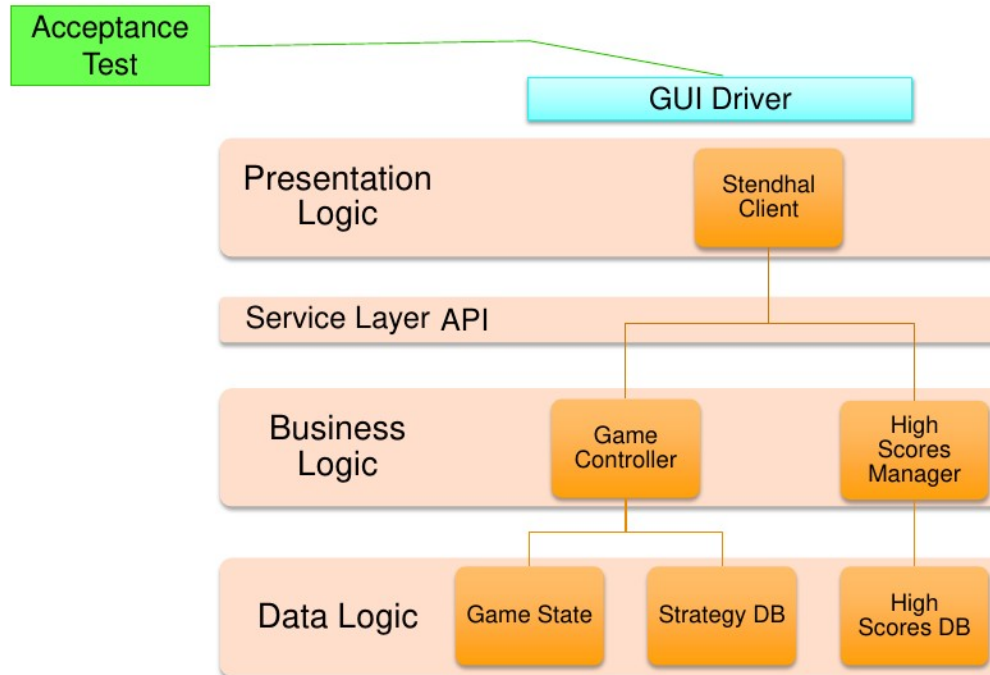 Acceptance
Test
GUI Driver
Presentation
Logic
Stendhal
Client
Service Layer API
Business
Logic
Game
Controller
High
Scores
Manager
Data Logic
Game State
Strategy DB
High
Scores DB